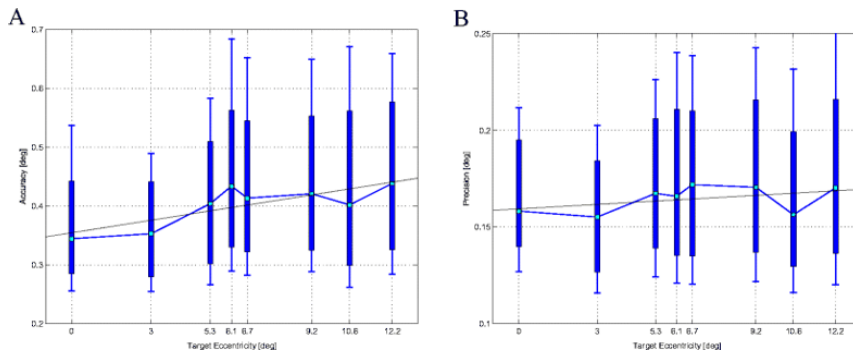 A
B
0.7
0.6
0.5
0.4
0.3
0.2
Accuracy [deg]
0 3 5.3 6.1 6.7 9.2 10.6 12.2
Target Eccentricity [deg]
0.25
0.2
0.15
0.1
Precision [deg]
0 3 5.3 6.1 6.7 9.2 10.6 12.2
Target Eccentricity [deg]